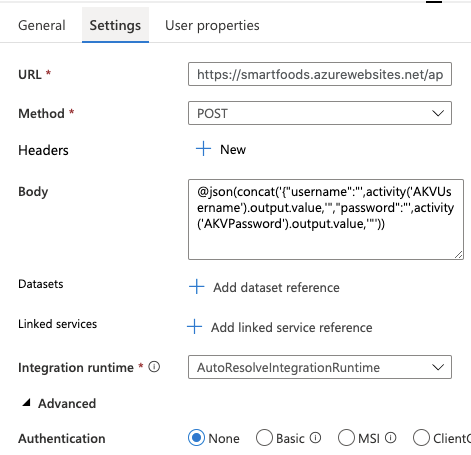 General Settings User properties
URL * https://smartfoods.azurewebsites.net/ap
Method * POST
Headers + New
Body @json(concat('{"username":"',activity('AKVUs
ername').output.value,'","password":"',activity
('AKVPassword').output.value,'"'))
Datasets + Add dataset reference
Linked services + Add linked service reference
Integration runtime * AutoResolveIntegrationRuntime
Advanced
Authentication None Basic MSI ClientC